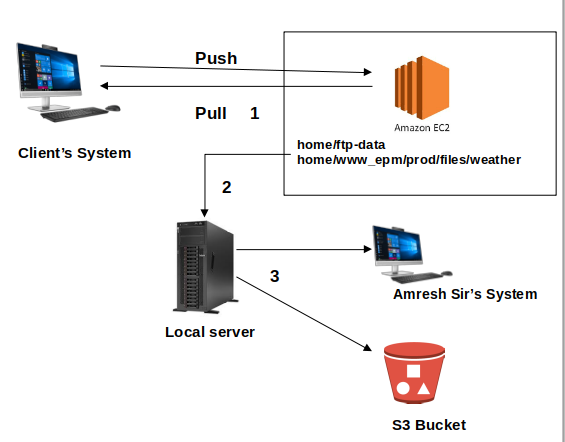 Push
Pull 1
Amazon EC2
Client's System
home/ftp-data
home/www_epm/prod/files/weather
2
3
Amresh Sir's System
Local server
S3 Bucket